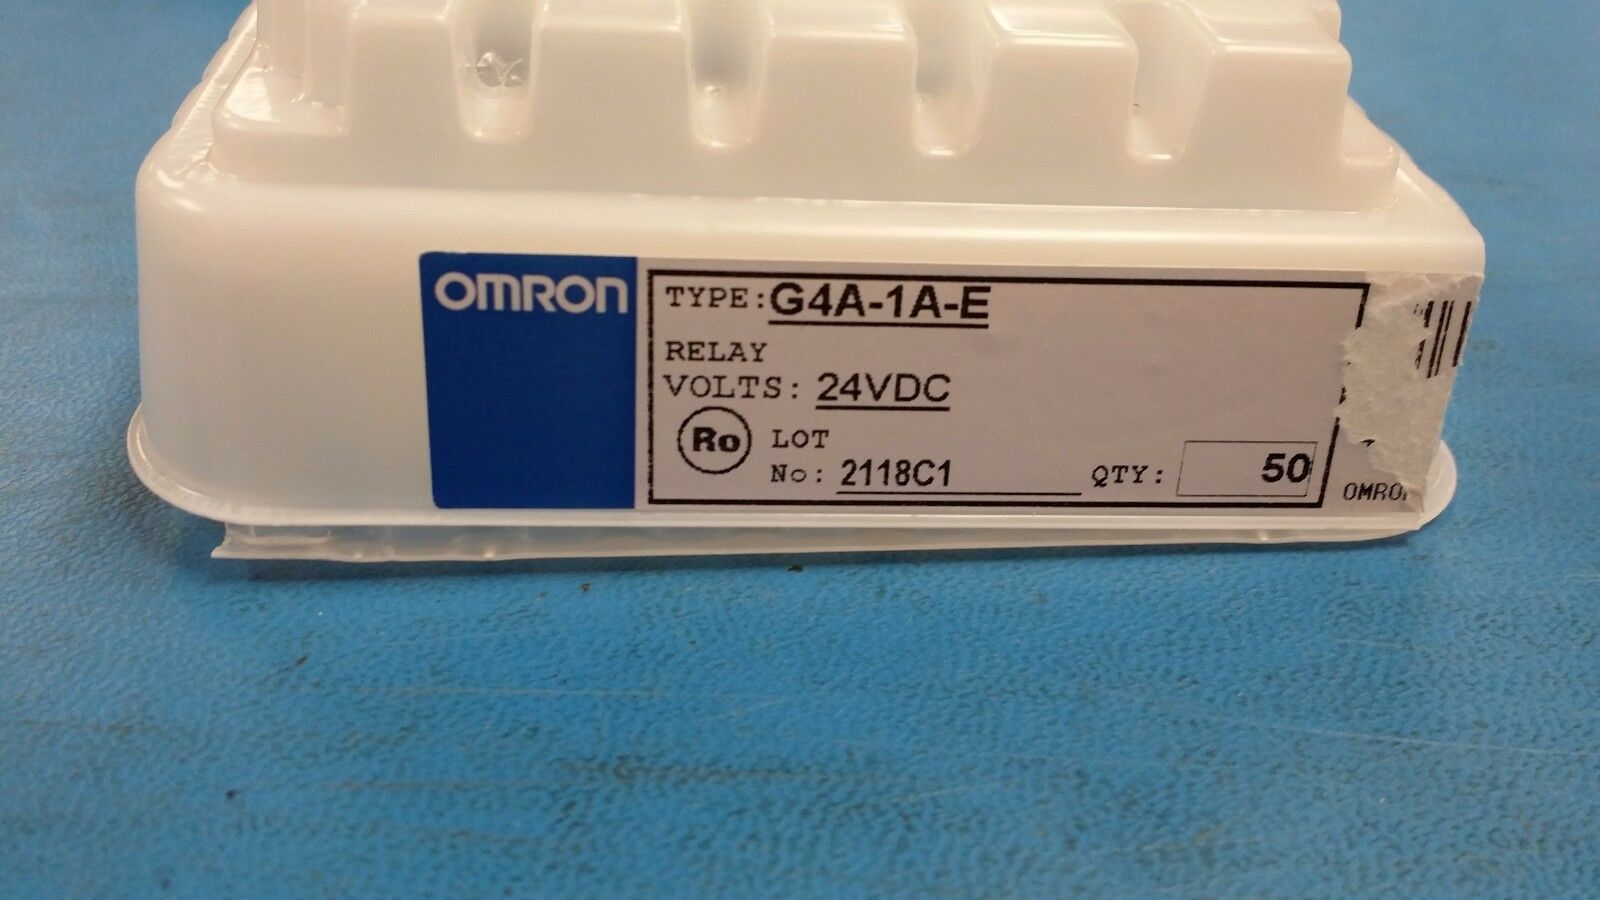 OMRON
TYPE: G4A-1A-E
RELAY
VOLTS: 24VDC
Ro
LOT
No: 2118C1
QTY: 50